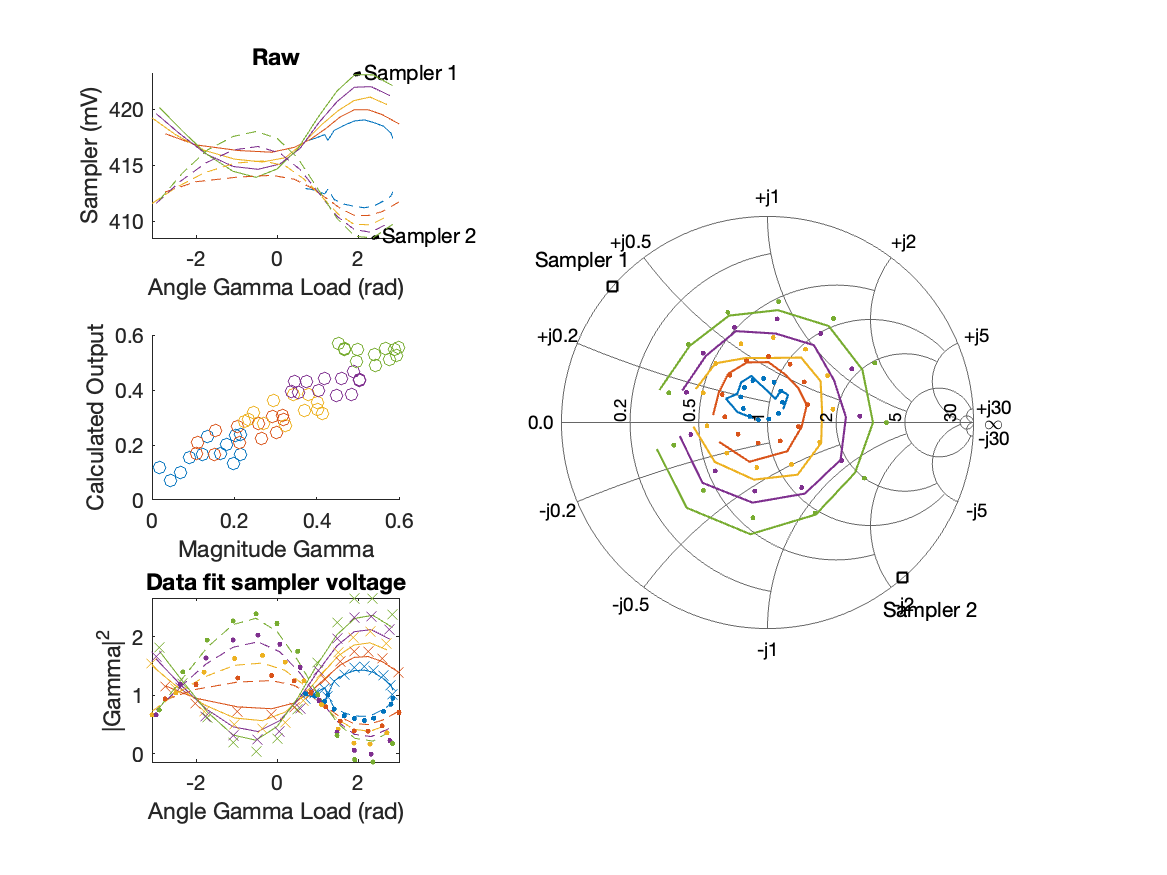 Raw
Sampler 1
420
415
410
Sampler (mV)
Sampler 2
-2 0 2
Angle Gamma Load (rad)
0.6
0.4
0.2
0
Calculated Output
0 0.2 0.4 0.6
Magnitude Gamma
Data fit sampler voltage
2
1
0
|Gamma|²
-2 0 2
Angle Gamma Load (rad)
+j1
+j0.5
+j2
Sampler 1
+j0.2
+j5
0.0
0.2
0.5
1
2
5
30
+j30
∞
-j30
-j0.2
-j5
-j0.5
-j2
Sampler 2
-j1